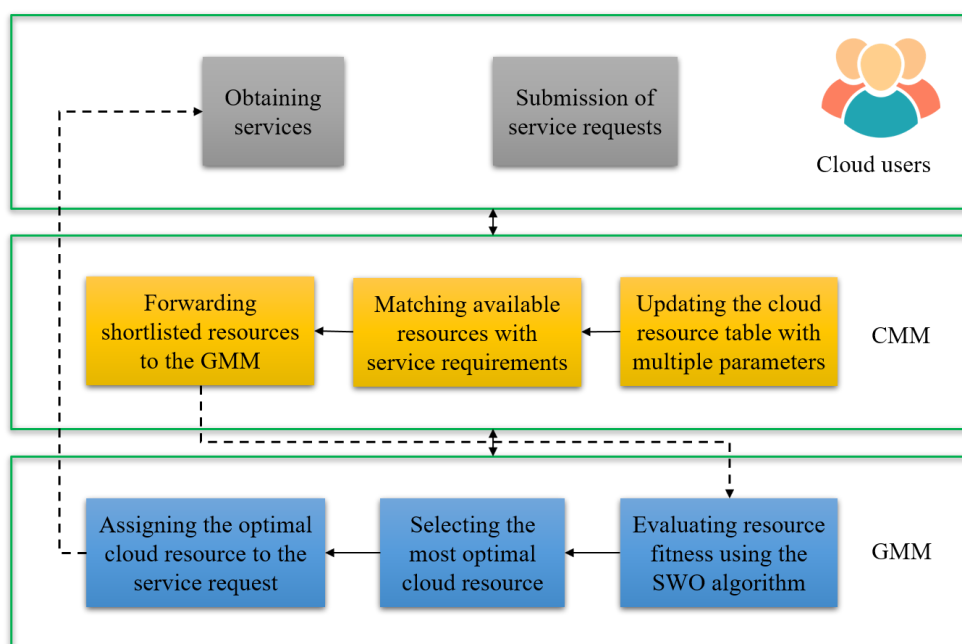 Obtaining
services
Submission of
service requests
Cloud users
Forwarding
shortlisted resources
to the GMM
Matching available
resources with
service requirements
Updating the cloud
resource table with
multiple parameters
CMM
Assigning the optimal
cloud resource to the
service request
Selecting the
most optimal
cloud resource
Evaluating resource
fitness using the
SWO algorithm
GMM